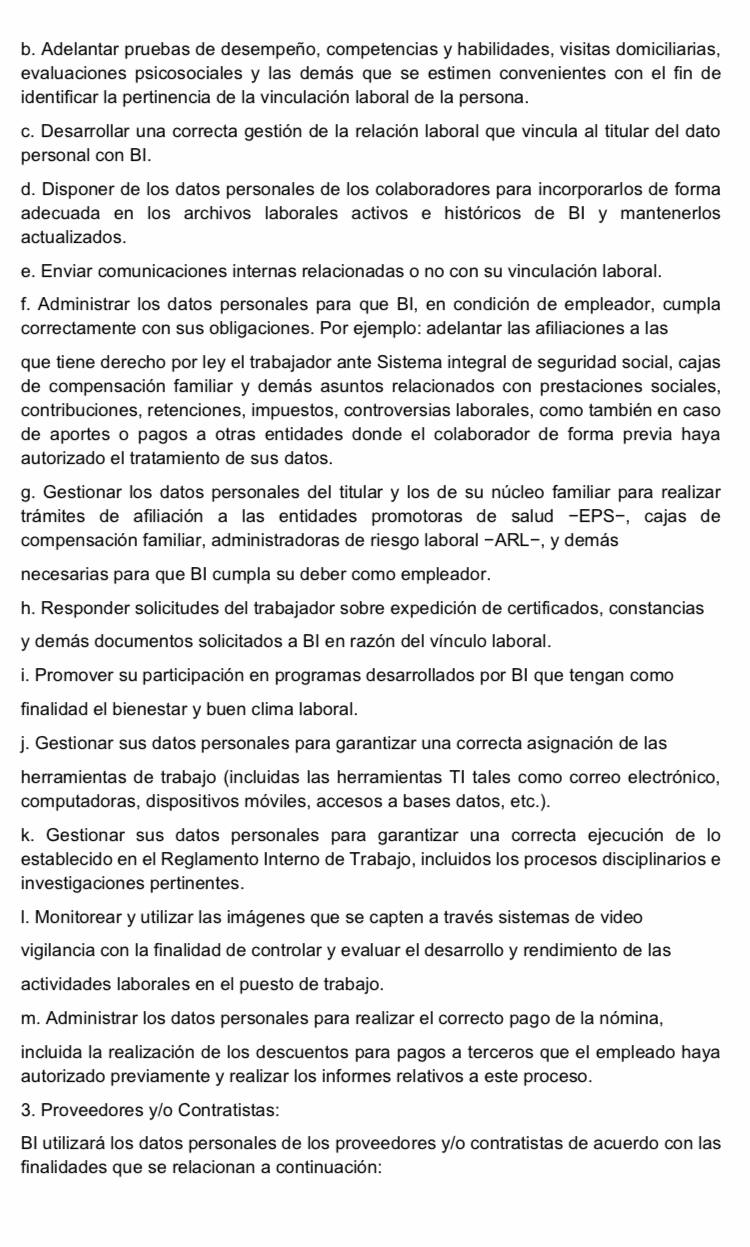 b. Adelantar pruebas de desempeño, competencias y habilidades, visitas domiciliarias,
evaluaciones psicosociales y las demás que se estimen convenientes con el fin de
identificar la pertinencia de la vinculación laboral de la persona.
c. Desarrollar una correcta gestión de la relación laboral que vincula al titular del dato
personal con BI.
d. Disponer de los datos personales de los colaboradores para incorporarlos de forma
adecuada en los archivos laborales activos e históricos de BI y mantenerlos
actualizados.
e. Enviar comunicaciones internas relacionadas o no con su vinculación laboral.
f. Administrar los datos personales para que BI, en condición de empleador, cumpla
correctamente con sus obligaciones. Por ejemplo: adelantar las afiliaciones a las
que tiene derecho por ley el trabajador ante Sistema integral de seguridad social, cajas
de compensación familiar y demás asuntos relacionados con prestaciones sociales,
contribuciones, retenciones, impuestos, controversias laborales, como también en caso
de aportes o pagos a otras entidades donde el colaborador de forma previa haya
autorizado el tratamiento de sus datos.
g. Gestionar los datos personales del titular y los de su núcleo familiar para realizar
trámites de afiliación a las entidades promotoras de salud −EPS−, cajas de
compensación familiar, administradoras de riesgo laboral −ARL−, y demás
necesarias para que BI cumpla su deber como empleador.
h. Responder solicitudes del trabajador sobre expedición de certificados, constancias
y demás documentos solicitados a BI en razón del vínculo laboral.
i. Promover su participación en programas desarrollados por BI que tengan como
finalidad el bienestar y buen clima laboral.
j. Gestionar sus datos personales para garantizar una correcta asignación de las
herramientas de trabajo (incluidas las herramientas TI tales como correo electrónico,
computadoras, dispositivos móviles, accesos a bases datos, etc.).
k. Gestionar sus datos personales para garantizar una correcta ejecución de lo
establecido en el Reglamento Interno de Trabajo, incluidos los procesos disciplinarios e
investigaciones pertinentes.
l. Monitorear y utilizar las imágenes que se capten a través sistemas de video
vigilancia con la finalidad de controlar y evaluar el desarrollo y rendimiento de las
actividades laborales en el puesto de trabajo.
m. Administrar los datos personales para realizar el correcto pago de la nómina,
incluida la realización de los descuentos para pagos a terceros que el empleado haya
autorizado previamente y realizar los informes relativos a este proceso.
3. Proveedores y/o Contratistas:
BI utilizará los datos personales de los proveedores y/o contratistas de acuerdo con las
finalidades que se relacionan a continuación: